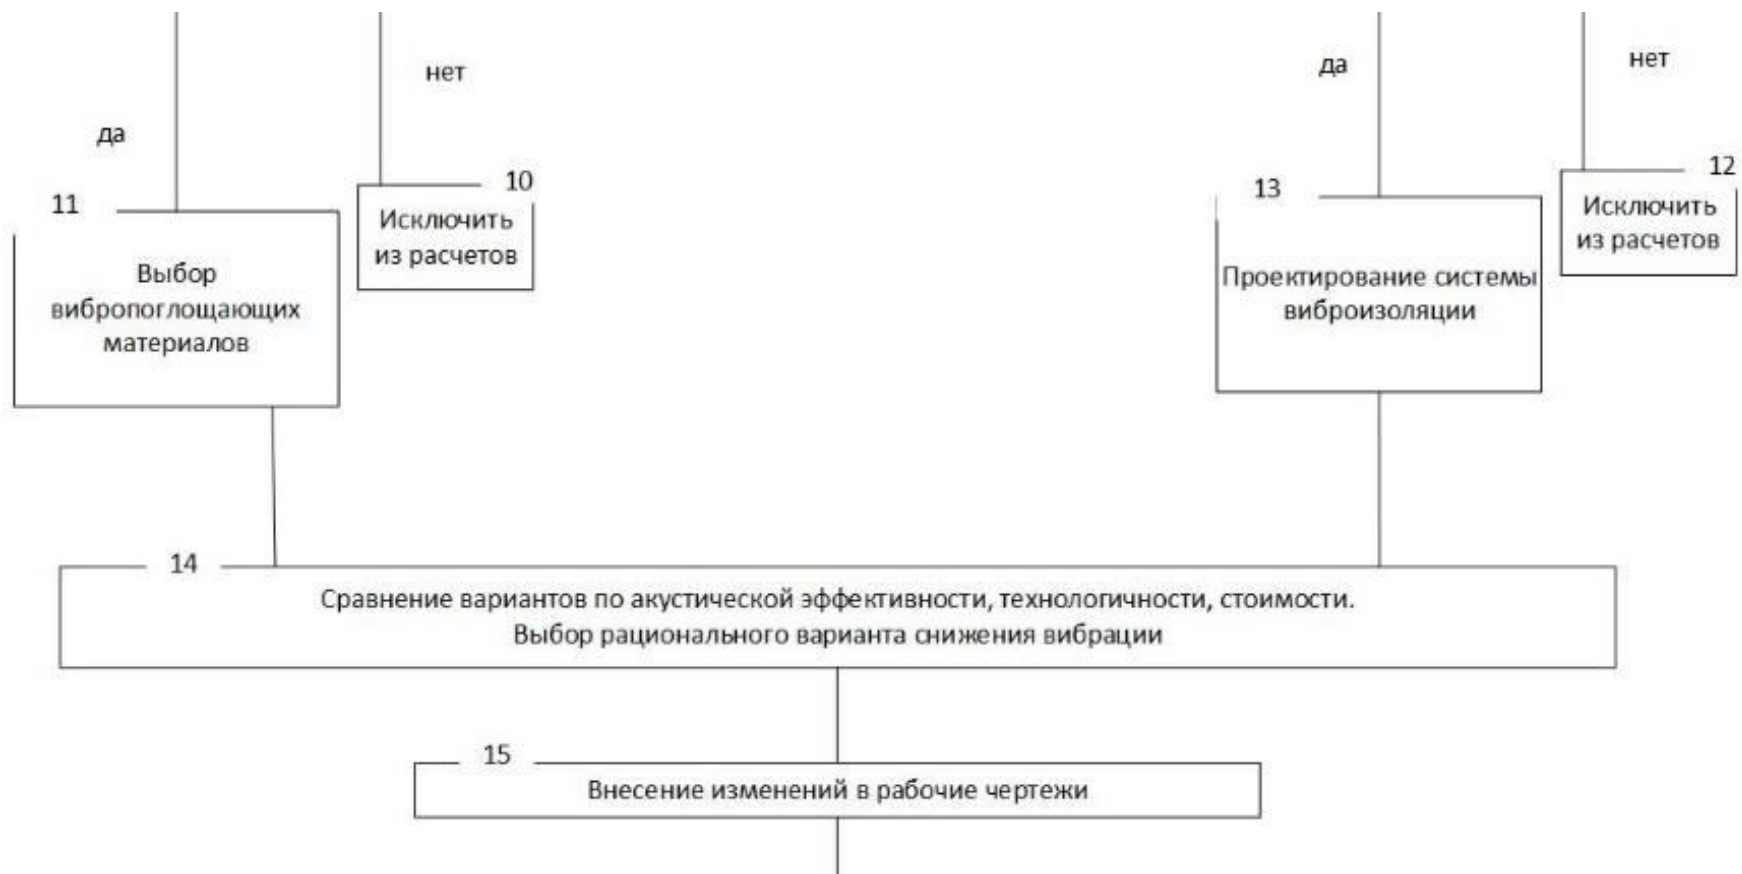 нет
да
10
11
Исключить
из расчетов
Выбор
вибропоглощающих
материалов
да
нет
12
13
Исключить
из расчетов
Проектирование системы
виброизоляции
14
Сравнение вариантов по акустической эффективности, технологичности, стоимости.
Выбор рационального варианта снижения вибрации
15
Внесение изменений в рабочие чертежи